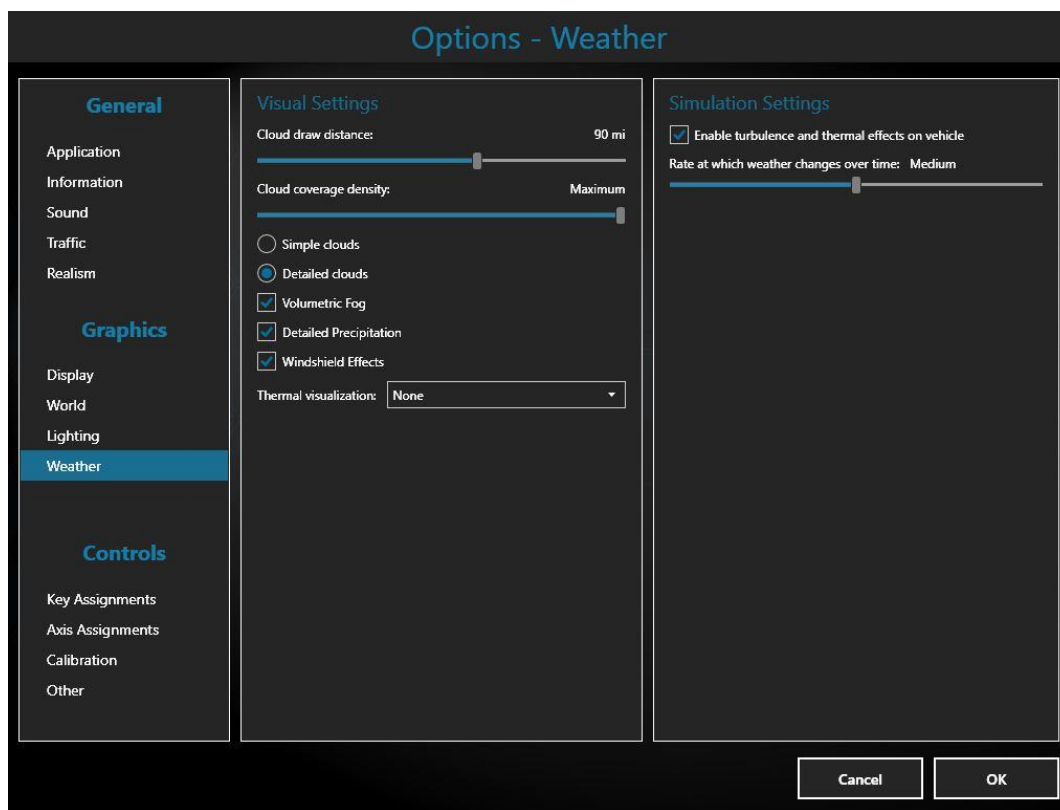 Options - Weather
General
Application
Information
Sound
Traffic
Realism
Graphics
Display
World
Lighting
Weather
Controls
Key Assignments
Axis Assignments
Calibration
Other
Visual Settings
Cloud draw distance: 90 mi
Cloud coverage density: Maximum
Simple clouds
Detailed clouds
Volumetric Fog
Detailed Precipitation
Windshield Effects
Thermal visualization: None
Simulation Settings
Enable turbulence and thermal effects on vehicle
Rate at which weather changes over time: Medium
Cancel
OK